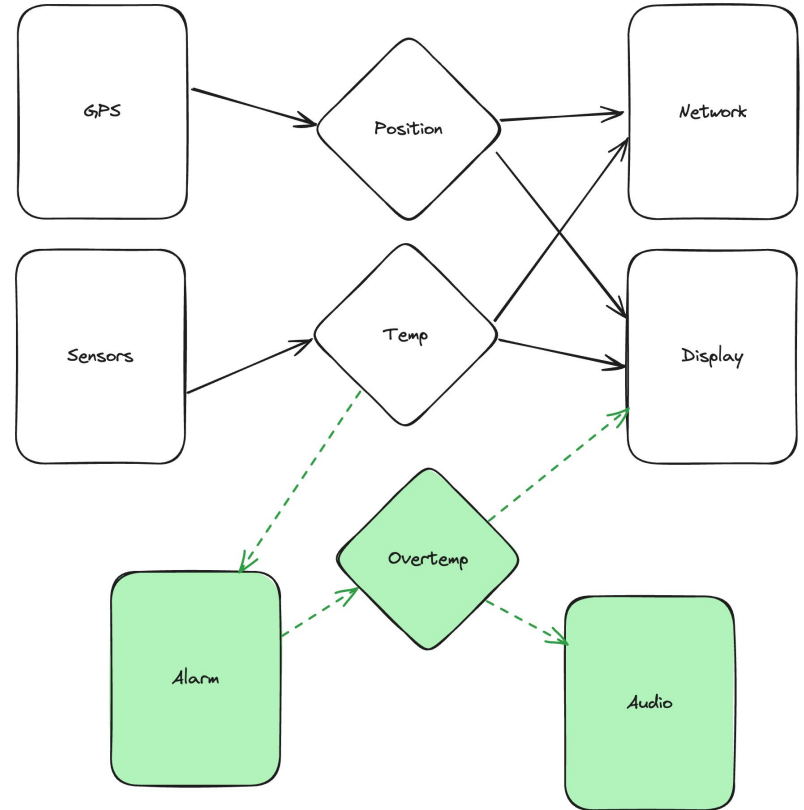 GPS
Position
Network
Sensors
Temp
Display
Overtemp
Alarm
Audio